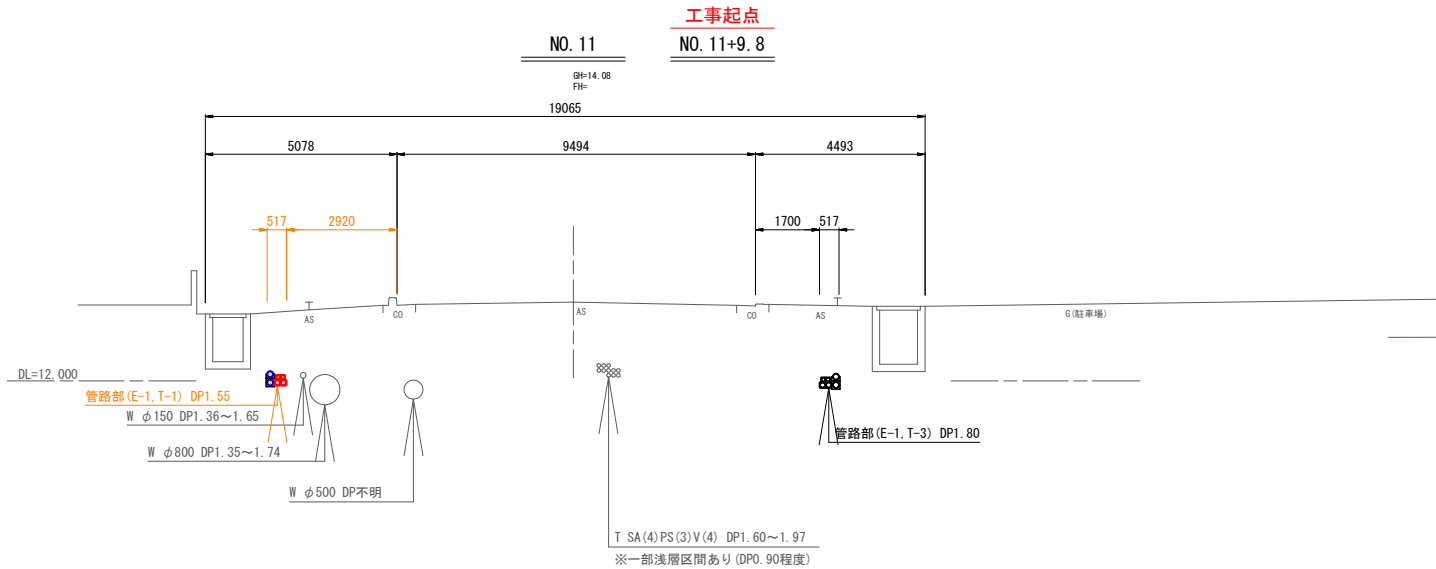 工事起点
NO.11
NO.11+9.8
GH=14.08
FH=
19065
5078
9494
4493
517
2920
1700
517
AS
CO
AS
CO
AS
G(駐車場)
DL=12.000
管路部(E-1,T-1) DP1.55
W φ150 DP1.36～1.65
管路部(E-1,T-3) DP1.80
W φ800 DP1.35～1.74
W φ500 DP不明
T SA(4)PS(3)V(4) DP1.60～1.97
※一部浅層区間あり(DP0.90程度)